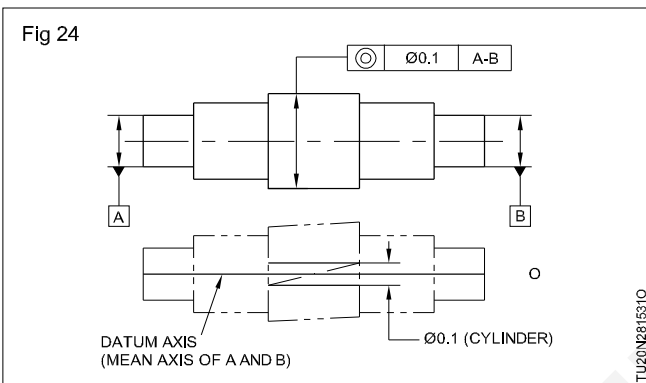 Fig 24
◎ Ø0.1 A-B
A
B
O
DATUM AXIS
(MEAN AXIS OF A AND B)
Ø0.1 (CYLINDER)
TU20N281531O